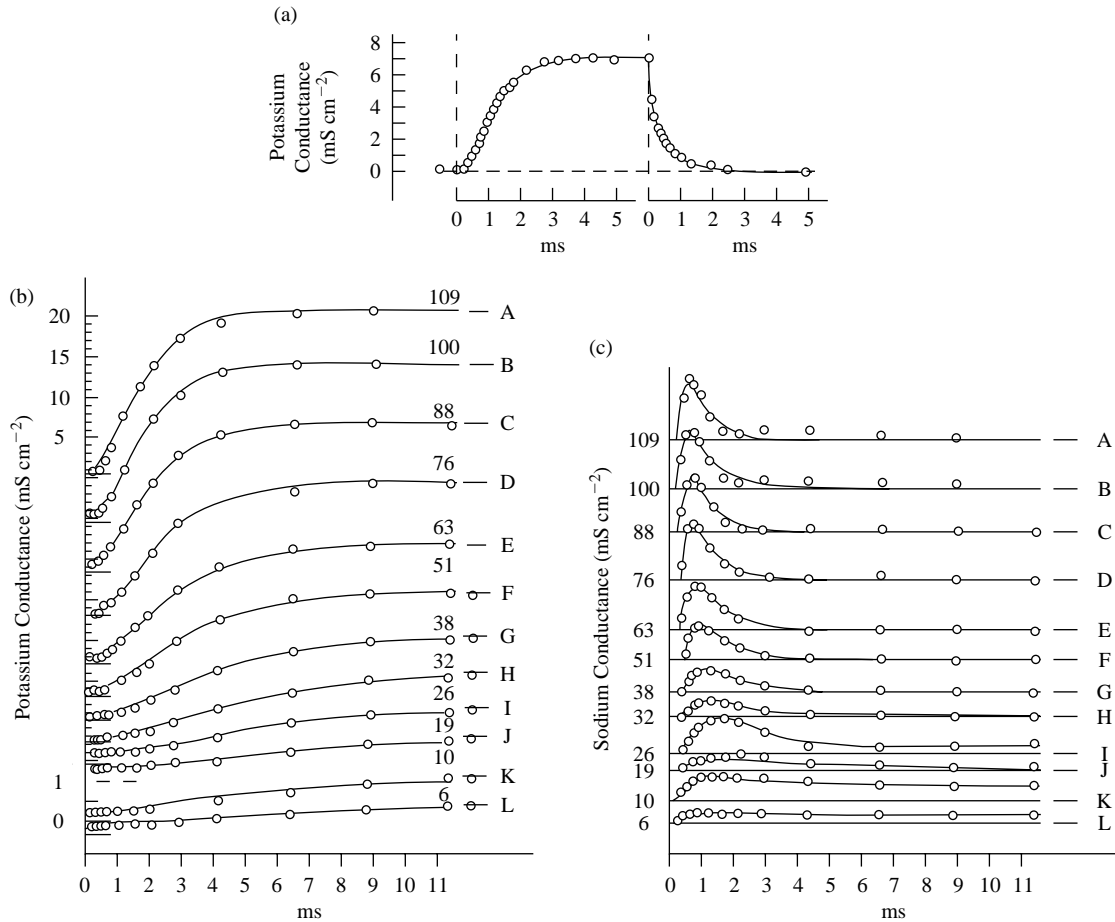 (a)
Potassium
Conductance
(mS cm−2)
8
6
4
2
0
0 1 2 3 4 5 0 1 2 3 4 5
ms ms
(b)
Potassium Conductance (mS cm−2)
20
15
10
5
1
0
109 A
100 B
88 C
76 D
63 E
51 F
38 G
32 H
26 I
19 J
10 K
6 L
0 1 2 3 4 5 6 7 8 9 10 11
ms
(c)
Sodium Conductance (mS cm−2)
109 A
100 B
88 C
76 D
63 E
51 F
38 G
32 H
26 I
19 J
10 K
6 L
0 1 2 3 4 5 6 7 8 9 10 11
ms